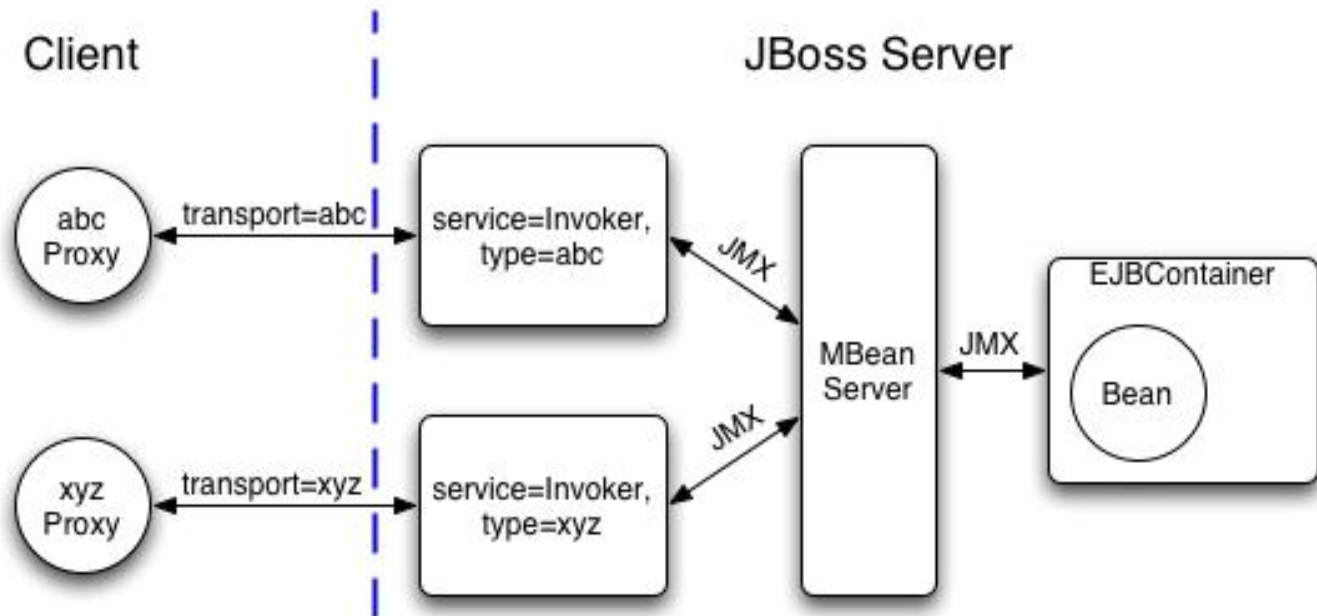 Client
JBoss Server
abc
Proxy
transport=abc
service=Invoker,
type=abc
JMX
EJBContainer
MBean
Server
JMX
Bean
xyz
Proxy
transport=xyz
service=Invoker,
type=xyz
JMX